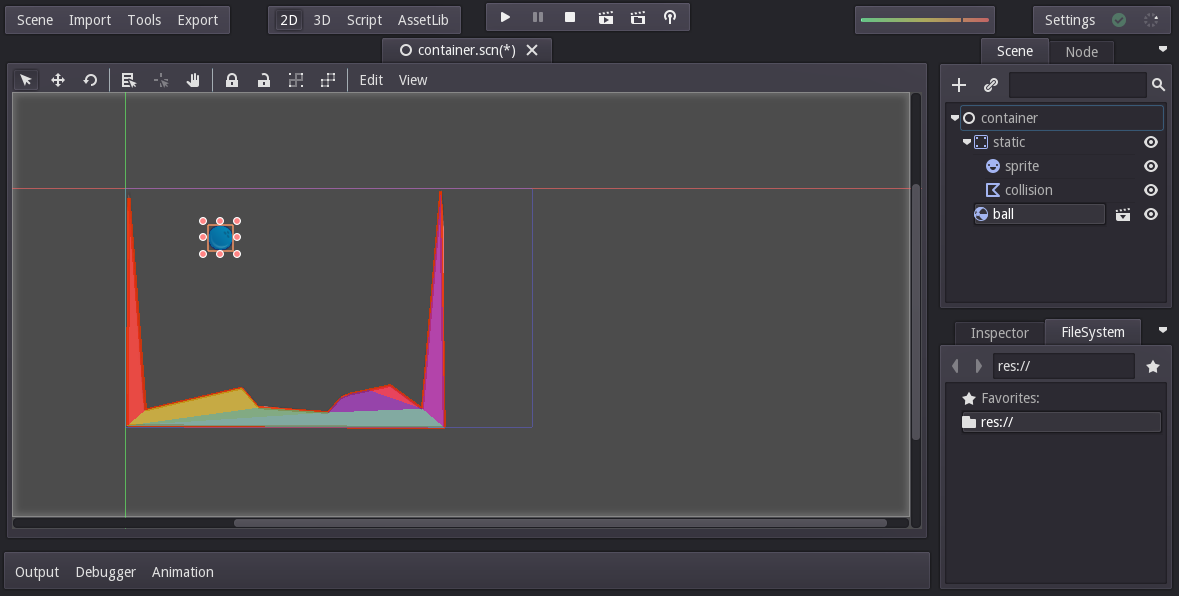 Scene Import Tools Export 2D 3D Script AssetLib Settings
container.scn(*)
Scene Node
Edit View
container
static
sprite
collision
ball
Inspector FileSystem
res://
Favorites:
res://
Output Debugger Animation